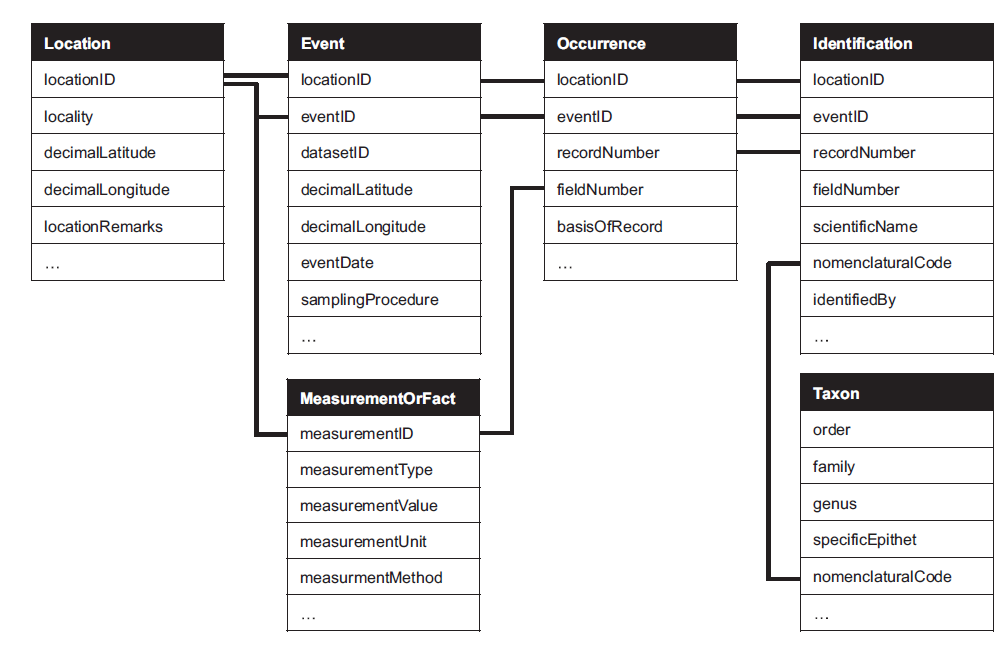 Location
locationID
locality
decimalLatitude
decimalLongitude
locationRemarks
...
Event
locationID
eventID
datasetID
decimalLatitude
decimalLongitude
eventDate
samplingProcedure
...
MeasurementOrFact
measurementID
measurementType
measurementValue
measurementUnit
measurmentMethod
...
Occurrence
locationID
eventID
recordNumber
fieldNumber
basisOfRecord
...
Identification
locationID
eventID
recordNumber
fieldNumber
scientificName
nomenclaturalCode
identifiedBy
...
Taxon
order
family
genus
specificEpithet
nomenclaturalCode
...